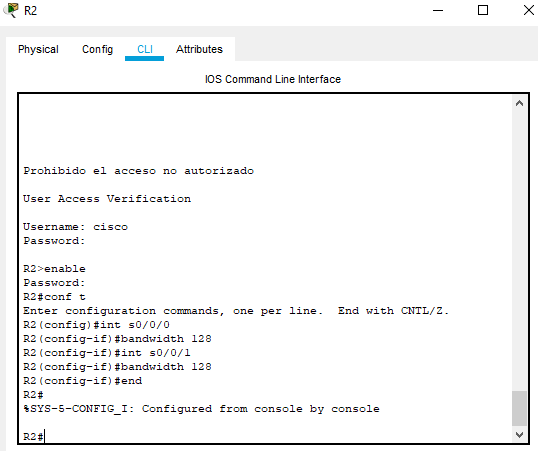 R2
Physical Config CLI Attributes
IOS Command Line Interface
Prohibido el acceso no autorizado
User Access Verification
Username: cisco
Password:
R2>enable
Password:
R2#conf t
Enter configuration commands, one per line.  End with CNTL/Z.
R2(config)#int s0/0/0
R2(config-if)#bandwidth 128
R2(config-if)#int s0/0/1
R2(config-if)#bandwidth 128
R2(config-if)#end
R2#
%SYS-5-CONFIG_I: Configured from console by console
R2#